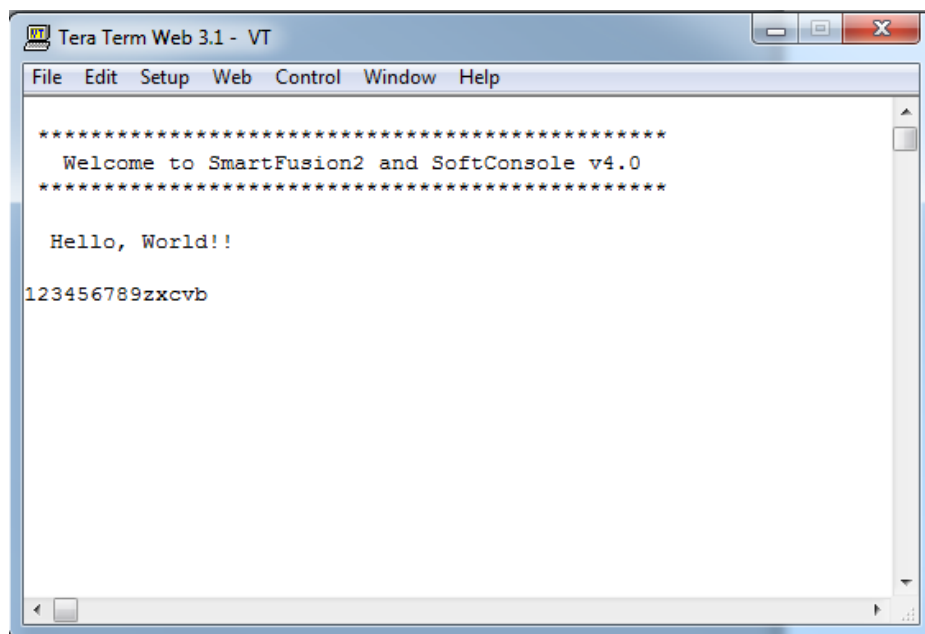 Tera Term Web 3.1 - VT
File Edit Setup Web Control Window Help
************************************************
Welcome to SmartFusion2 and SoftConsole v4.0
************************************************
Hello, World!!
123456789zxcvb